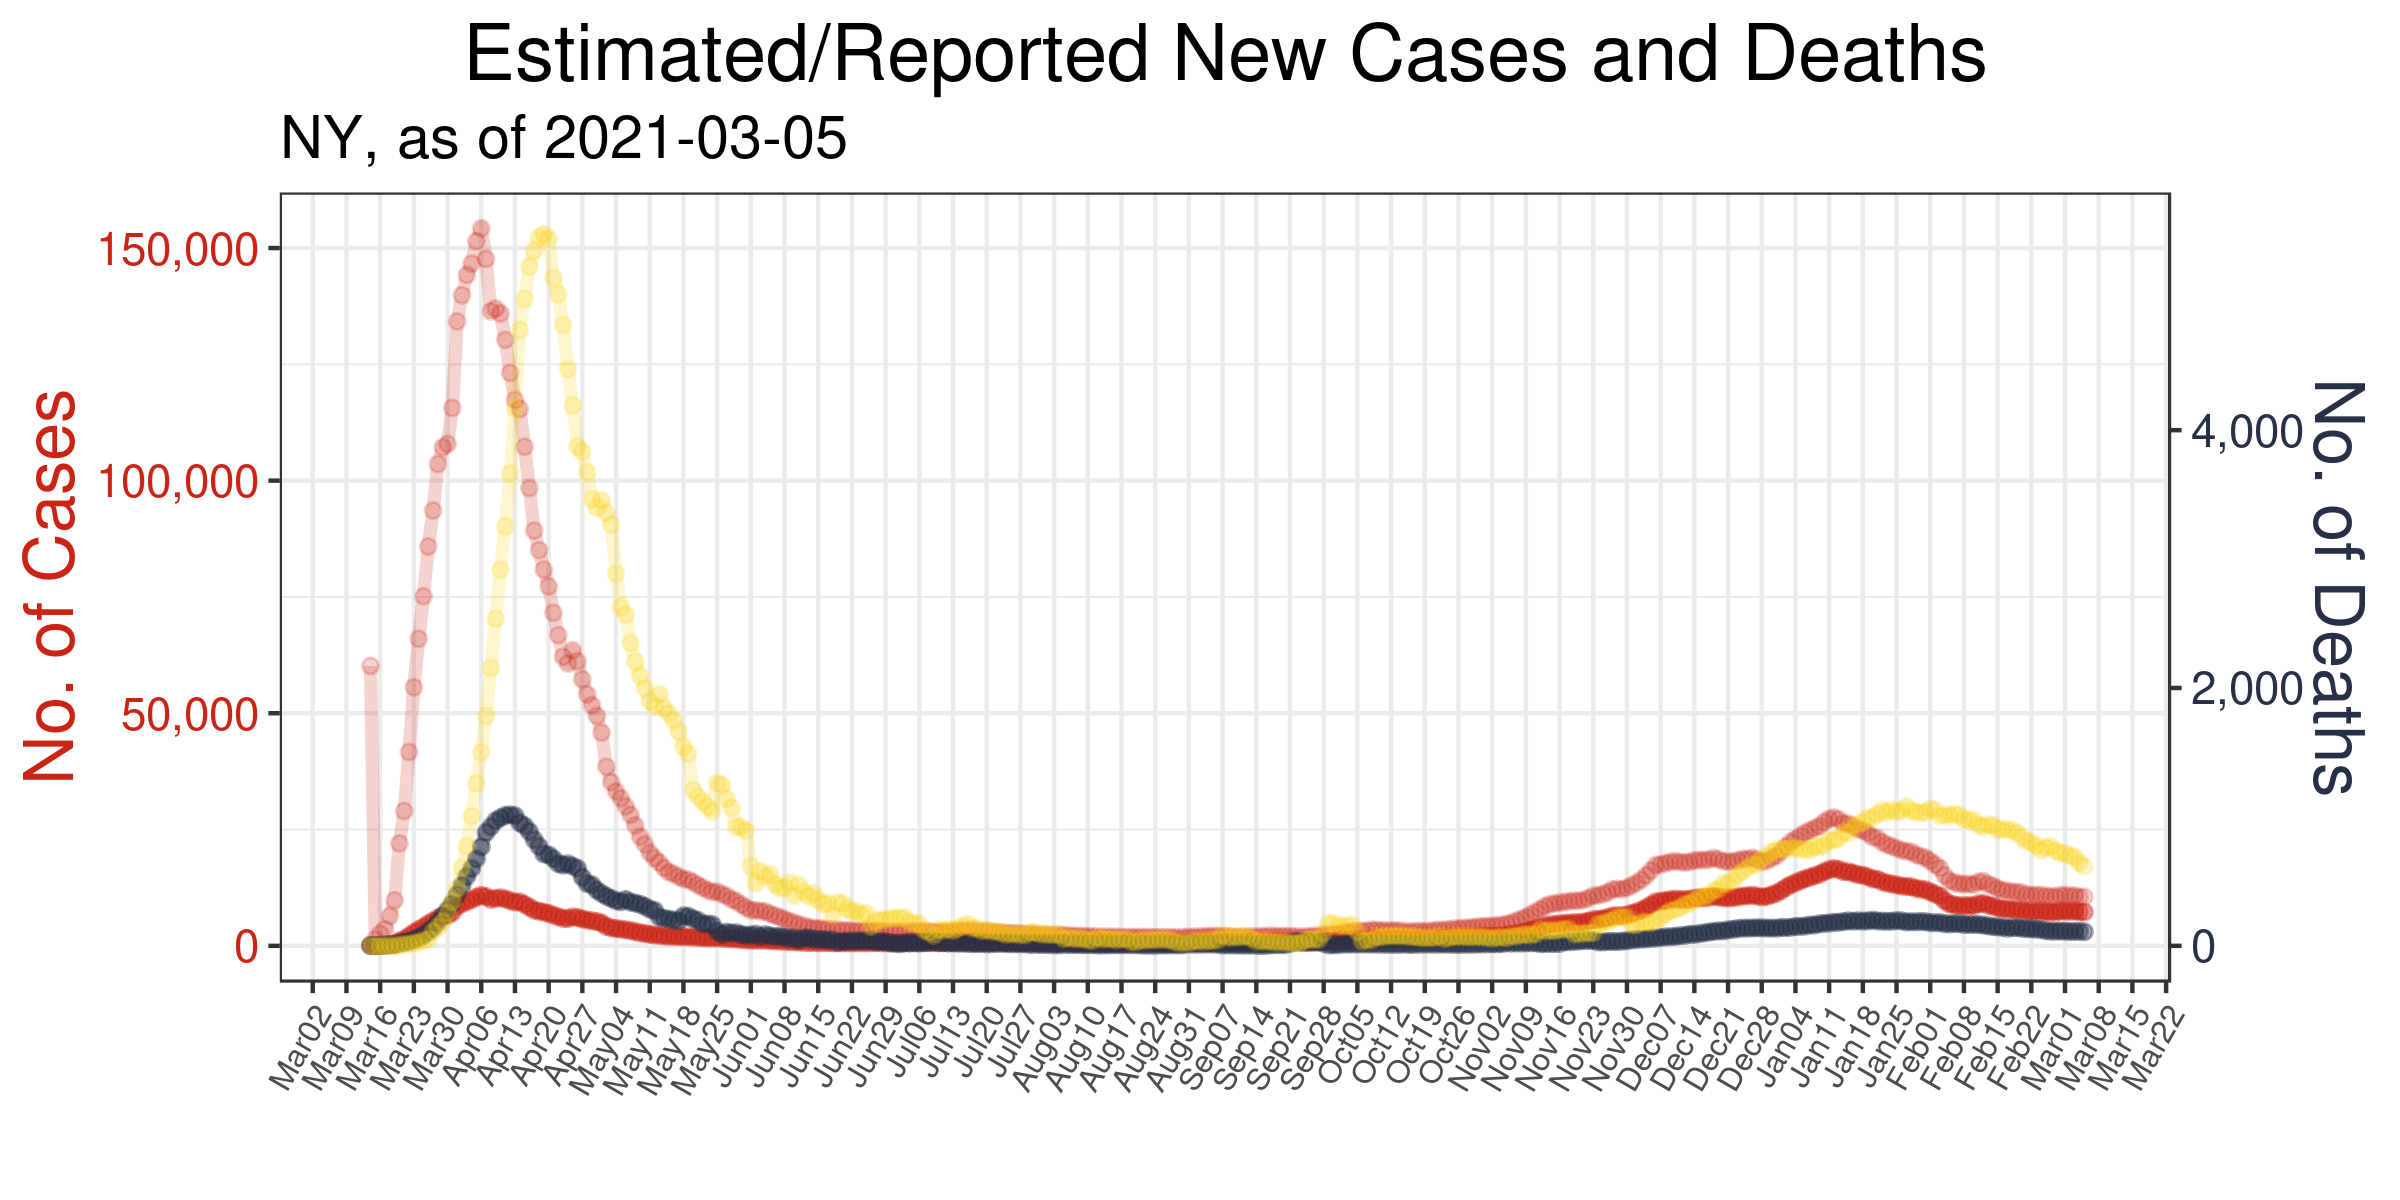 Estimated/Reported New Cases and Deaths
NY, as of 2021-03-05
No. of Cases
150,000
100,000
50,000
0
4,000
2,000
0
No. of Deaths
Mar02
Mar09
Mar16
Mar23
Mar30
Apr06
Apr13
Apr20
Apr27
May04
May11
May18
May25
Jun01
Jun08
Jun15
Jun22
Jun29
Jul06
Jul13
Jul20
Jul27
Aug03
Aug10
Aug17
Aug24
Aug31
Sep07
Sep14
Sep21
Sep28
Oct05
Oct12
Oct19
Oct26
Nov02
Nov09
Nov16
Nov23
Nov30
Dec07
Dec14
Dec21
Dec28
Jan04
Jan11
Jan18
Jan25
Feb01
Feb08
Feb15
Feb22
Mar01
Mar08
Mar15
Mar22